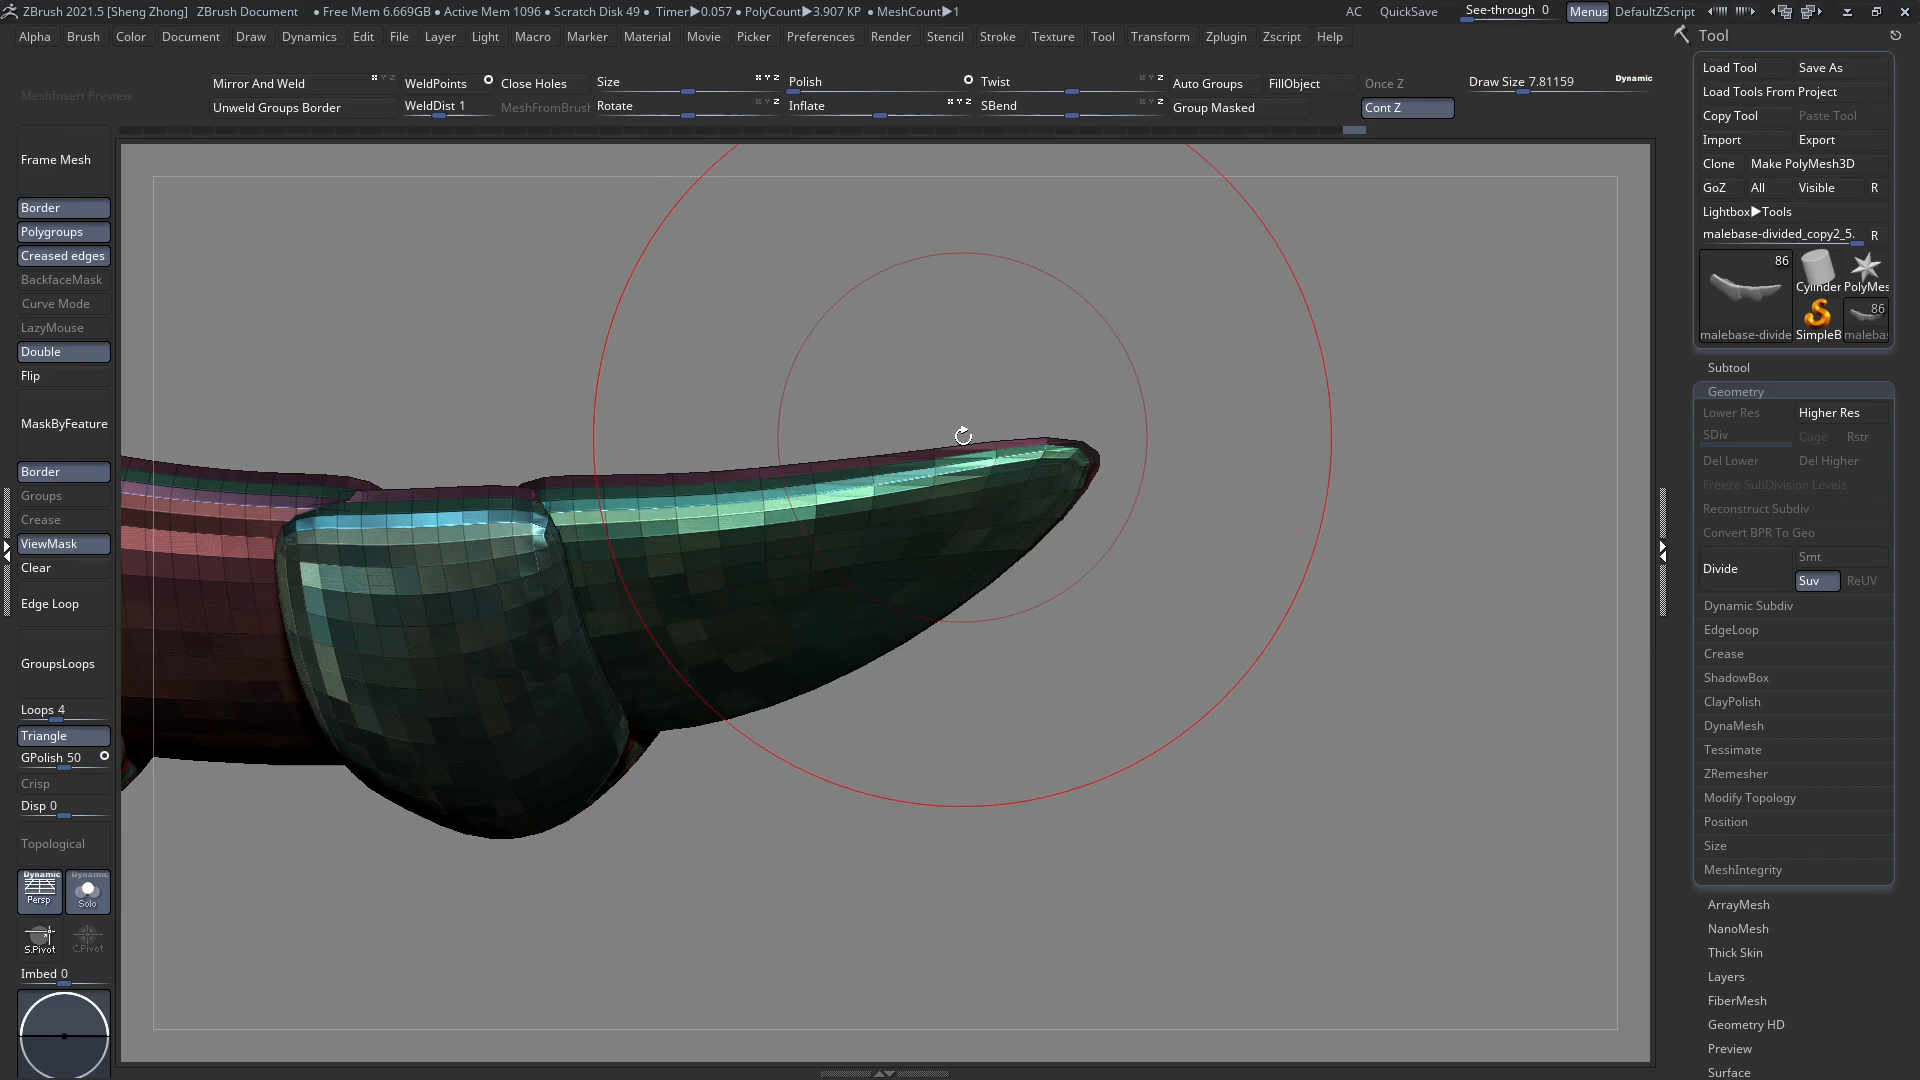 ZBrush 2021.5 [Sheng Zhong] ZBrush Document • Free Mem 6.669GB • Active Mem 1096 • Scratch Disk 49 • Timer▶0.057 • PolyCount▶3.907 KP • MeshCount▶1 AC QuickSave See-through 0 Menus DefaultZScript
Alpha Brush Color Document Draw Dynamics Edit File Layer Light Macro Marker Material Movie Picker Preferences Render Stencil Stroke Texture Tool Transform Zplugin Zscript Help
Tool
MeshInsert Preview
Mirror And Weld WeldPoints Close Holes Size Polish Twist Auto Groups FillObject Once Z Draw Size 7.81159 Dynamic
Unweld Groups Border WeldDist 1 MeshFromBrush Rotate Inflate SBend Group Masked Cont Z
Frame Mesh
Border
Polygroups
Creased edges
BackfaceMask
Curve Mode
LazyMouse
Double
Flip
MaskByFeature
Border
Groups
Crease
ViewMask
Clear
Edge Loop
GroupsLoops
Loops 4
Triangle
GPolish 50
Crisp
Disp 0
Topological
Dynamic Dynamic
Persp Solo
S.Pivot C.Pivot
Imbed 0
Load Tool Save As
Load Tools From Project
Copy Tool Paste Tool
Import Export
Clone Make PolyMesh3D
GoZ All Visible R
Lightbox▶Tools
malebase-divided_copy2_5. R
86
Cylinder PolyMes
86
malebase-divide SimpleB maleba
Subtool
Geometry
Lower Res Higher Res
SDiv Cage Rstr
Del Lower Del Higher
Freeze SubDivision Levels
Reconstruct Subdiv
Convert BPR To Geo
Divide Smt
Suv ReUV
Dynamic Subdiv
EdgeLoop
Crease
ShadowBox
ClayPolish
DynaMesh
Tessimate
ZRemesher
Modify Topology
Position
Size
MeshIntegrity
ArrayMesh
NanoMesh
Thick Skin
Layers
FiberMesh
Geometry HD
Preview
Surface